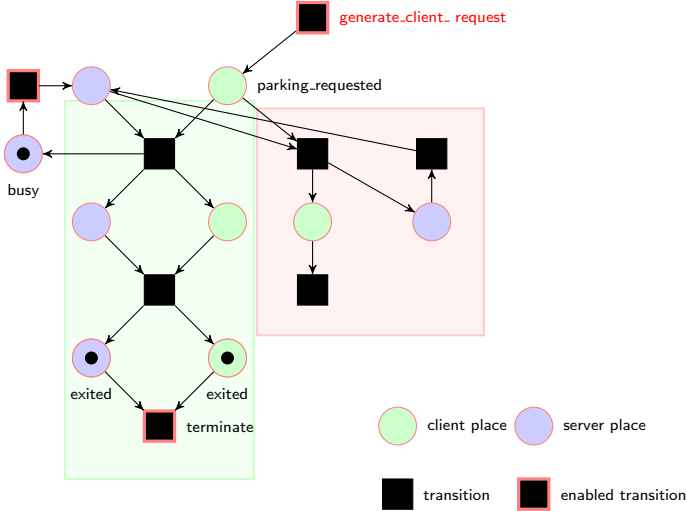 generate_client_ request
parking_requested
busy
exited
exited
terminate
client place
server place
transition
enabled transition